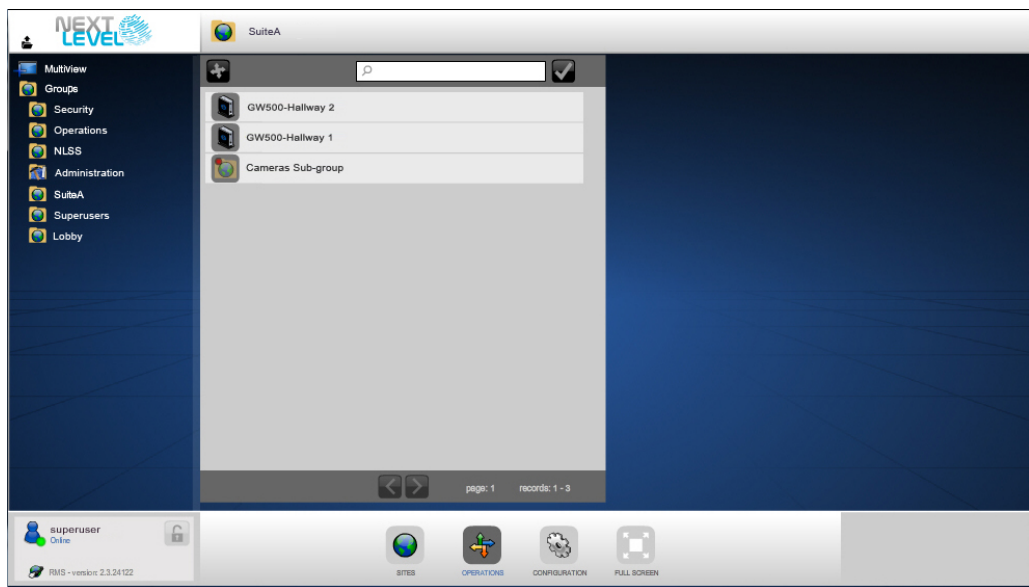 NEXT
LEVEL
SuiteA
MultiView
Groups
Security
Operations
NLSS
Administration
SuiteA
Superusers
Lobby
GW500-Hallway 2
GW500-Hallway 1
Cameras Sub-group
page: 1 records: 1 - 3
superuser
Online
RMS - version: 2.3.24122
SITES
OPERATIONS
CONFIGURATION
FULL SCREEN